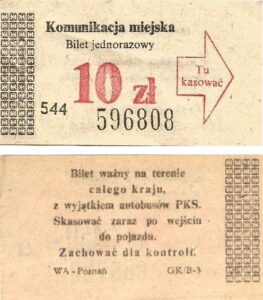 Komunikacja miejska
Bilet jednorazowy
10 zł
Tu
kasować
544
596808
Bilet ważny na terenie
całego kraju,
z wyjątkiem autobusów PKS.
Skasować zaraz po wejściu
do pojazdu.
Zachować dla kontroli.
WA - Poznań GK/B-3